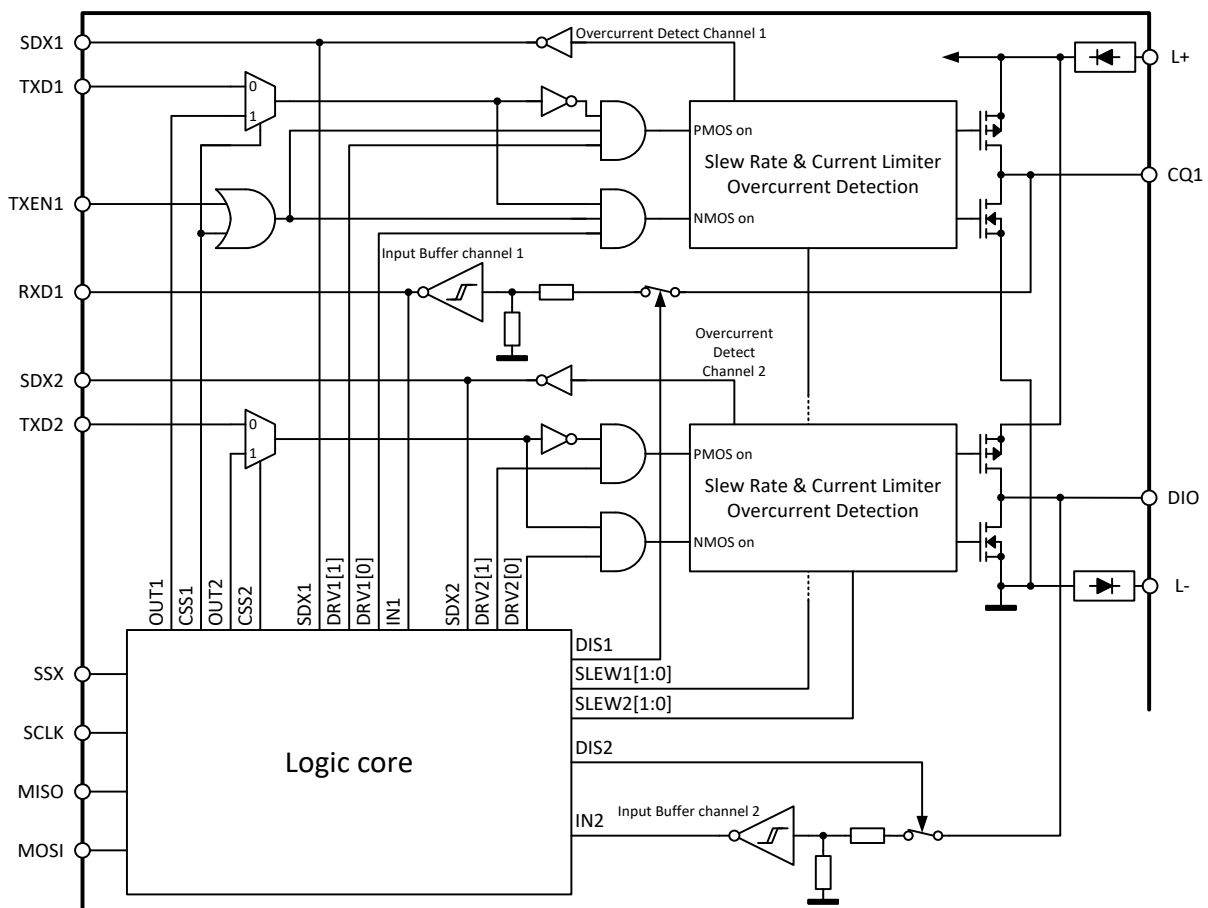 SDX1
Overcurrent Detect Channel 1
L+
TXD1
0
1
PMOS on
Slew Rate & Current Limiter
Overcurrent Detection
CQ1
TXEN1
NMOS on
Input Buffer channel 1
RXD1
Overcurrent
Detect
Channel 2
SDX2
TXD2
0
1
PMOS on
Slew Rate & Current Limiter
Overcurrent Detection
DIO
NMOS on
OUT1
CSS1
OUT2
CSS2
SDX1
DRV1[1]
DRV1[0]
IN1
SDX2
DRV2[1]
DRV2[0]
L-
DIS1
SSX
SLEW1[1:0]
SLEW2[1:0]
SCLK
DIS2
Logic core
MISO
Input Buffer channel 2
IN2
MOSI